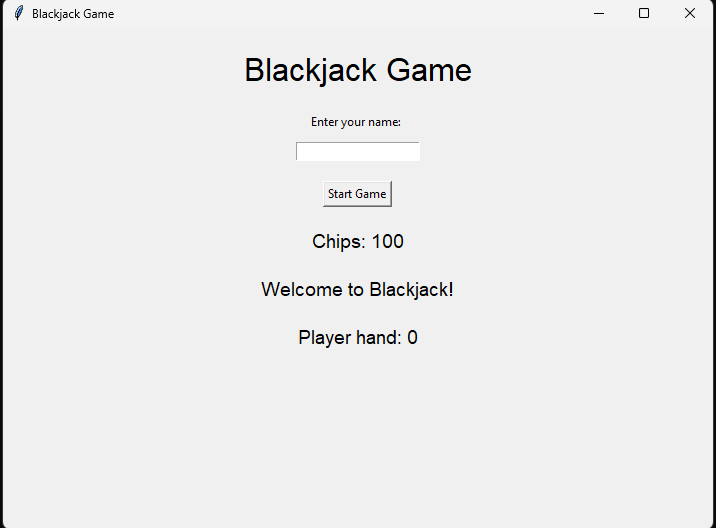 Blackjack Game
Blackjack Game
Enter your name:
Start Game
Chips: 100
Welcome to Blackjack!
Player hand: 0